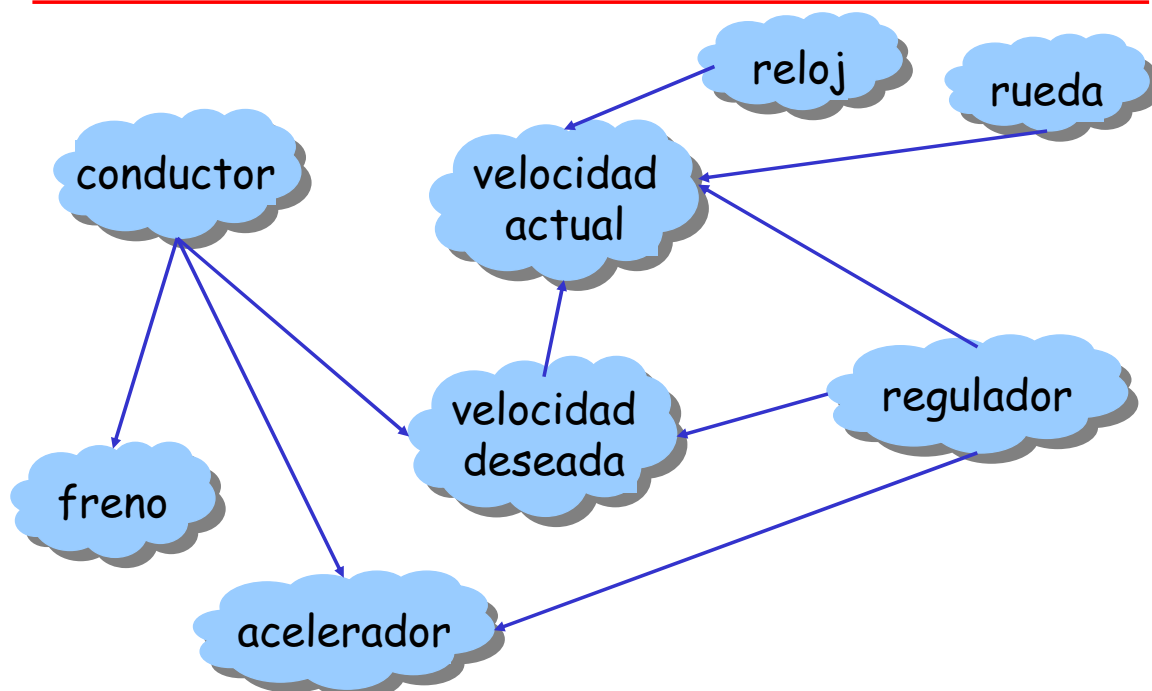 reloj
rueda
conductor
velocidad
actual
velocidad
deseada
regulador
freno
acelerador